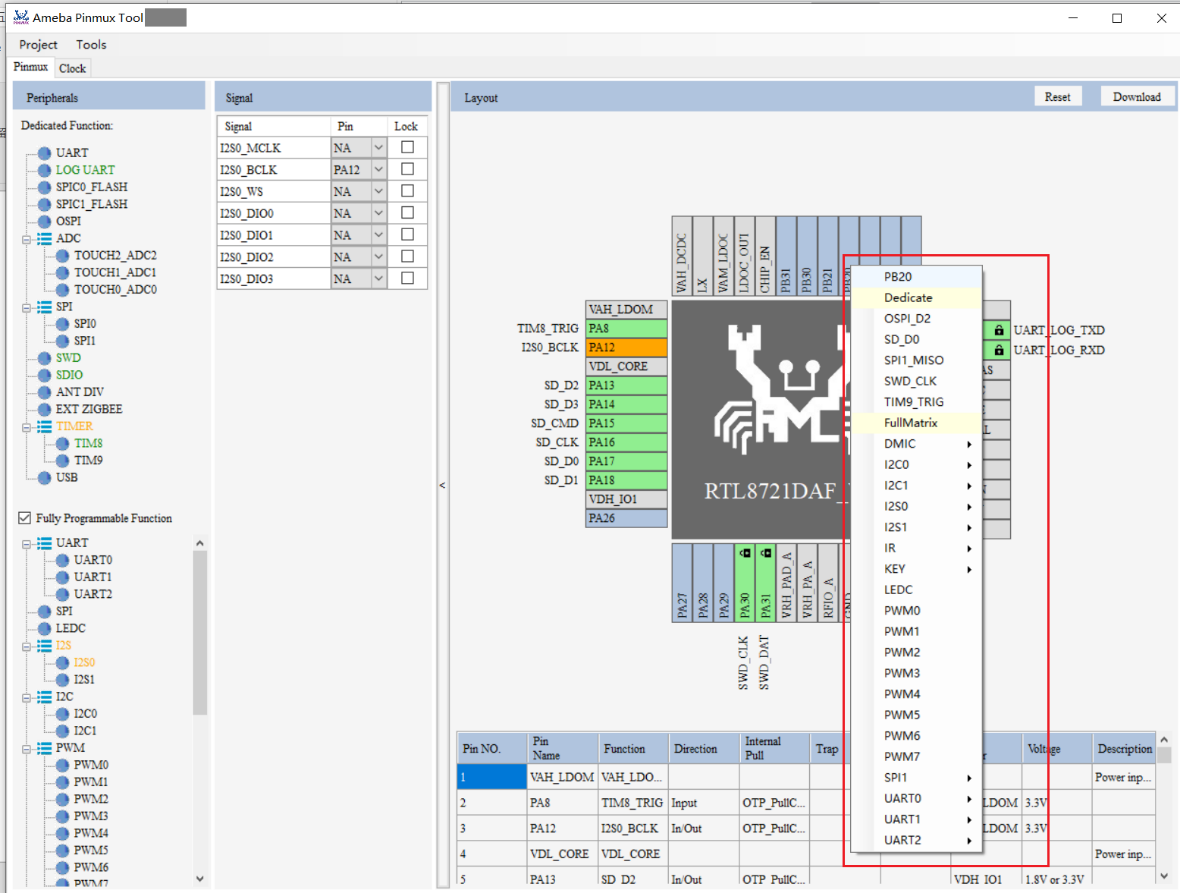 Ameba Pinmux Tool
Project Tools
Pinmux Clock
Peripherals
Dedicated Function:
UART
LOG UART
SPIC0_FLASH
SPIC1_FLASH
OSPI
ADC
TOUCH2_ADC2
TOUCH1_ADC1
TOUCH0_ADC0
SPI
SPI0
SPI1
SWD
SDIO
ANT DIV
EXT ZIGBEE
TIMER
TIM8
TIM9
USB
Fully Programmable Function
UART
UART0
UART1
UART2
SPI
LEDC
I2S
I2S0
I2S1
I2C
I2C0
I2C1
PWM
PWM0
PWM1
PWM2
PWM3
PWM4
PWM5
PWM6
PWM7
Signal
Signal Pin Lock
I2S0_MCLK NA
I2S0_BCLK PA12
I2S0_WS NA
I2S0_DIO0 NA
I2S0_DIO1 NA
I2S0_DIO2 NA
I2S0_DIO3 NA
<
Layout
Reset
Download
VAH_DCDC
LX
VAM_LDOC
LDOC_OUT
CHIP_EN
PB31
PB30
PB21
VAH_LDOM
TIM8_TRIG PA8
I2S0_BCLK PA12
VDL_CORE
SD_D2 PA13
SD_D3 PA14
SD_CMD PA15
SD_CLK PA16
SD_D0 PA17
SD_D1 PA18
VDH_IO1
PA26
RTL8721DAF_
UART_LOG_TXD
UART_LOG_RXD
PA27
PA28
PA29
PA30
PA31
VRH_PAD_A
VRH_PA_A
RFIO_A
GND
SWD_CLK
SWD_DAT
PB20
Dedicate
OSPI_D2
SD_D0
SPI1_MISO
SWD_CLK
TIM9_TRIG
FullMatrix
DMIC
I2C0
I2C1
I2S0
I2S1
IR
KEY
LEDC
PWM0
PWM1
PWM2
PWM3
PWM4
PWM5
PWM6
PWM7
SPI1
UART0
UART1
UART2
Pin NO. Pin Name Function Direction Internal Pull Trap Voltage Description
1 VAH_LDOM VAH_LDO... Power inp...
2 PA8 TIM8_TRIG Input OTP_PullC... LDOM 3.3V
3 PA12 I2S0_BCLK In/Out OTP_PullC... LDOM 3.3V
4 VDL_CORE VDL_CORE Power inp...
5 PA13 SD_D2 In/Out OTP_PullC... VDH_IO1 1.8V or 3.3V